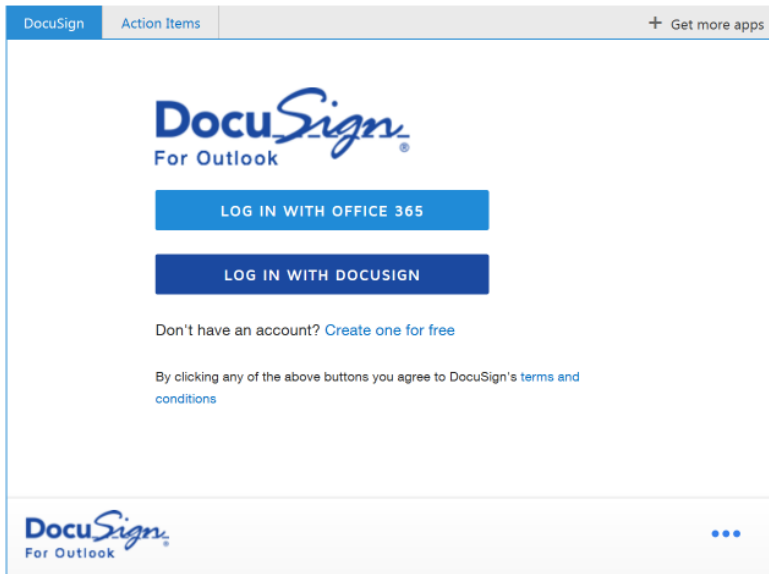 DocuSign Action Items + Get more apps
DocuSign®
For Outlook
LOG IN WITH OFFICE 365
LOG IN WITH DOCUSIGN
Don't have an account? Create one for free
By clicking any of the above buttons you agree to DocuSign's terms and
conditions
DocuSign
For Outlook